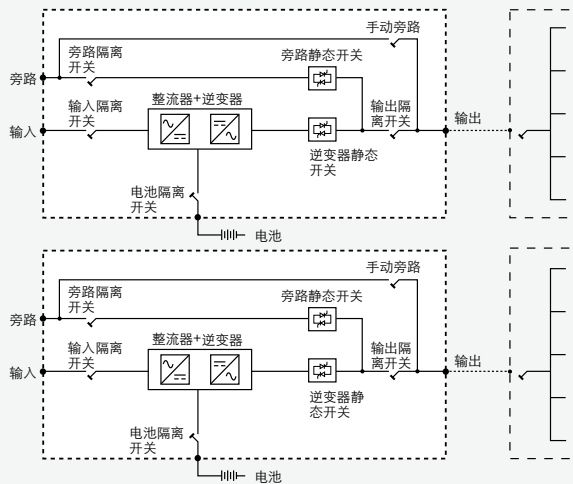 手动旁路
旁路隔离
开关
旁路静态开关
旁路
整流器+逆变器
输入隔离
开关
输出隔
离开关
输出
输入
逆变器静态
开关
电池隔离
开关
电池
手动旁路
旁路隔离
开关
旁路静态开关
旁路
整流器+逆变器
输入隔离
开关
输出隔
离开关
输出
输入
逆变器静
态开关
电池隔离
开关
电池